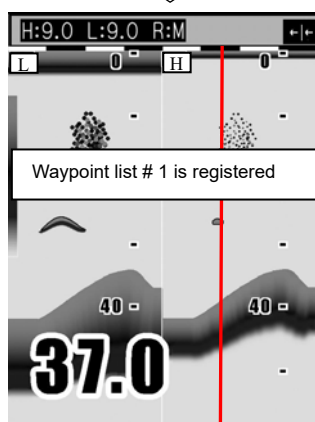 H:9.0 L:9.0 R:M
L 0 H 0
Waypoint list # 1 is registered
40 40
37.0